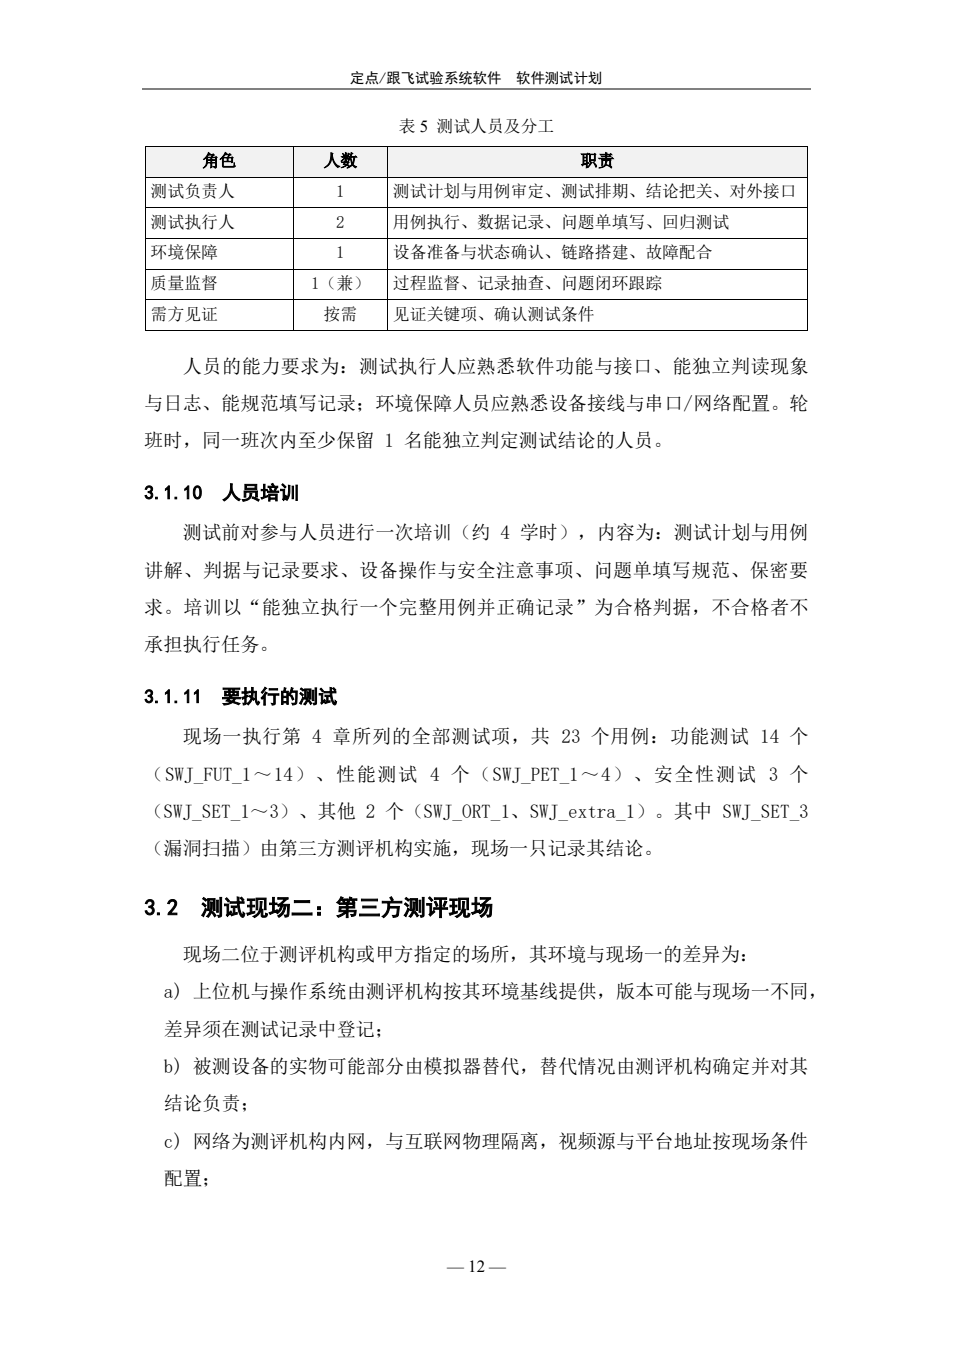 定点/跟飞试验系统软件　软件测试计划
表 5 测试人员及分工
角色 人数 职责
测试负责人 1 测试计划与用例审定、测试排期、结论把关、对外接口
测试执行人 2 用例执行、数据记录、问题单填写、回归测试
环境保障 1 设备准备与状态确认、链路搭建、故障配合
质量监督 1（兼） 过程监督、记录抽查、问题闭环跟踪
需方见证 按需 见证关键项、确认测试条件
人员的能力要求为：测试执行人应熟悉软件功能与接口、能独立判读现象
与日志、能规范填写记录；环境保障人员应熟悉设备接线与串口/网络配置。轮
班时，同一班次内至少保留 1 名能独立判定测试结论的人员。
3.1.10　人员培训
测试前对参与人员进行一次培训（约 4 学时），内容为：测试计划与用例
讲解、判据与记录要求、设备操作与安全注意事项、问题单填写规范、保密要
求。培训以“能独立执行一个完整用例并正确记录”为合格判据，不合格者不
承担执行任务。
3.1.11　要执行的测试
现场一执行第 4 章所列的全部测试项，共 23 个用例：功能测试 14 个
（SWJ_FUT_1～14）、性能测试 4 个（SWJ_PET_1～4）、安全性测试 3 个
（SWJ_SET_1～3）、其他 2 个（SWJ_ORT_1、SWJ_extra_1）。其中 SWJ_SET_3
（漏洞扫描）由第三方测评机构实施，现场一只记录其结论。
3.2　测试现场二：第三方测评现场
现场二位于测评机构或甲方指定的场所，其环境与现场一的差异为：
a) 上位机与操作系统由测评机构按其环境基线提供，版本可能与现场一不同，
差异须在测试记录中登记；
b) 被测设备的实物可能部分由模拟器替代，替代情况由测评机构确定并对其
结论负责；
c) 网络为测评机构内网，与互联网物理隔离，视频源与平台地址按现场条件
配置；
— 12 —